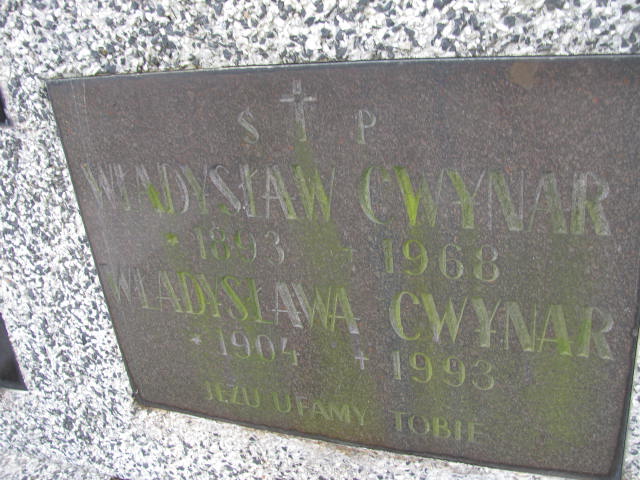 S † P
WŁADYSŁAW CWYNAR
* 1893 + 1968
WŁADYSŁAWA CWYNAR
* 1904 + 1993
JEZU UFAMY TOBIE